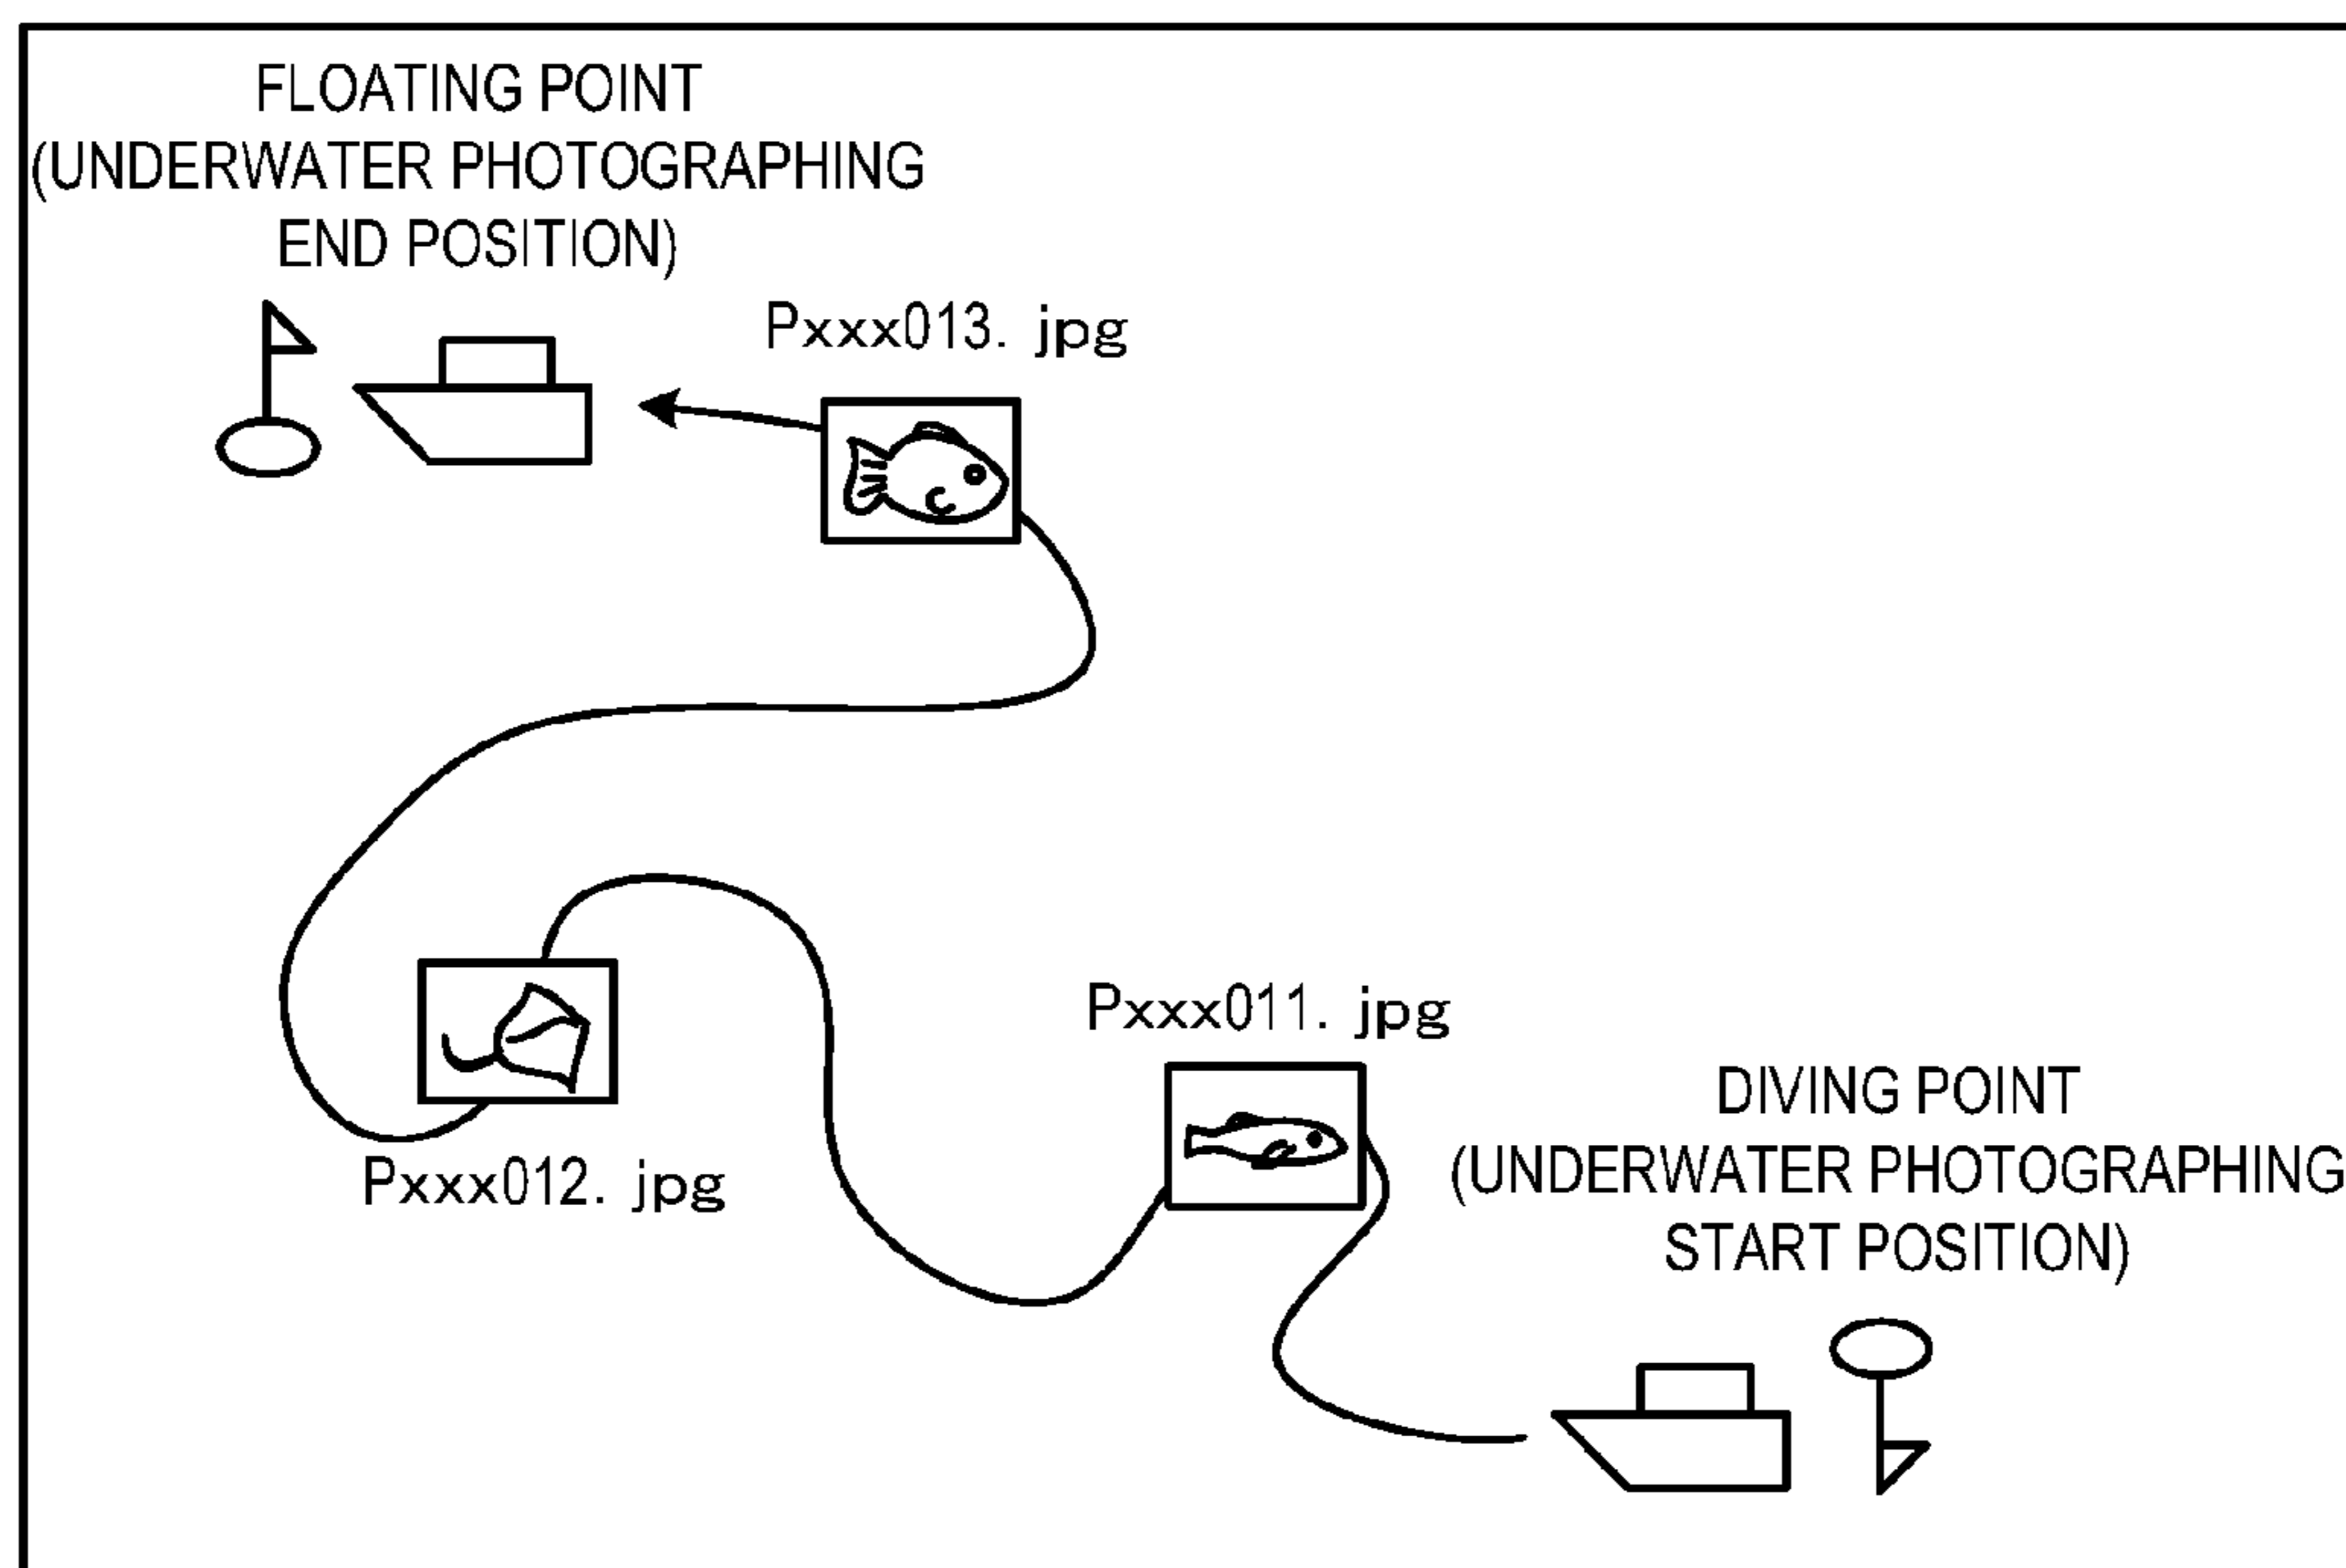 FLOATING POINT
(UNDERWATER PHOTOGRAPHING
END POSITION)
Pxxx013. jpg
Pxxx011. jpg
DIVING POINT
(UNDERWATER PHOTOGRAPHING
START POSITION)
Pxxx012. jpg